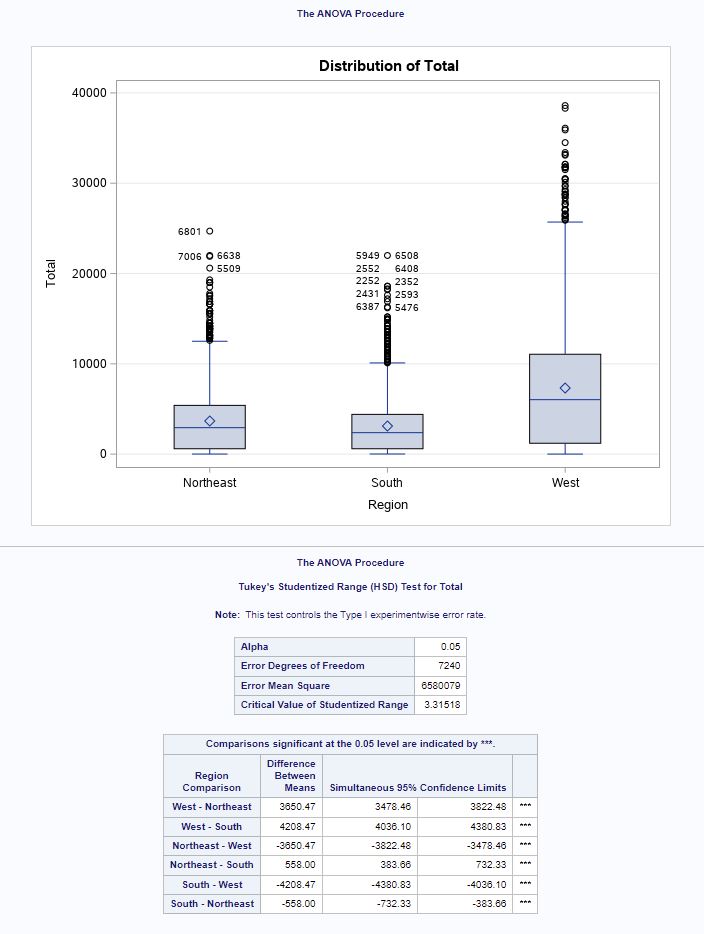 The ANOVA Procedure
Distribution of Total
40000
30000
20000
10000
0
Total
6801
7006 6638
5509
5949 6508
2552 6408
2252 2352
2431 2593
6387 5476
Northeast South West
Region
The ANOVA Procedure
Tukey's Studentized Range (HSD) Test for Total
Note: This test controls the Type I experimentwise error rate.
Alpha 0.05
Error Degrees of Freedom 7240
Error Mean Square 6580079
Critical Value of Studentized Range 3.31518
Comparisons significant at the 0.05 level are indicated by ***.
Region
Comparison
Difference
Between
Means
Simultaneous 95% Confidence Limits
West - Northeast 3650.47 3478.46 3822.48 ***
West - South 4208.47 4036.10 4380.83 ***
Northeast - West -3650.47 -3822.48 -3478.46 ***
Northeast - South 558.00 383.66 732.33 ***
South - West -4208.47 -4380.83 -4036.10 ***
South - Northeast -558.00 -732.33 -383.66 ***